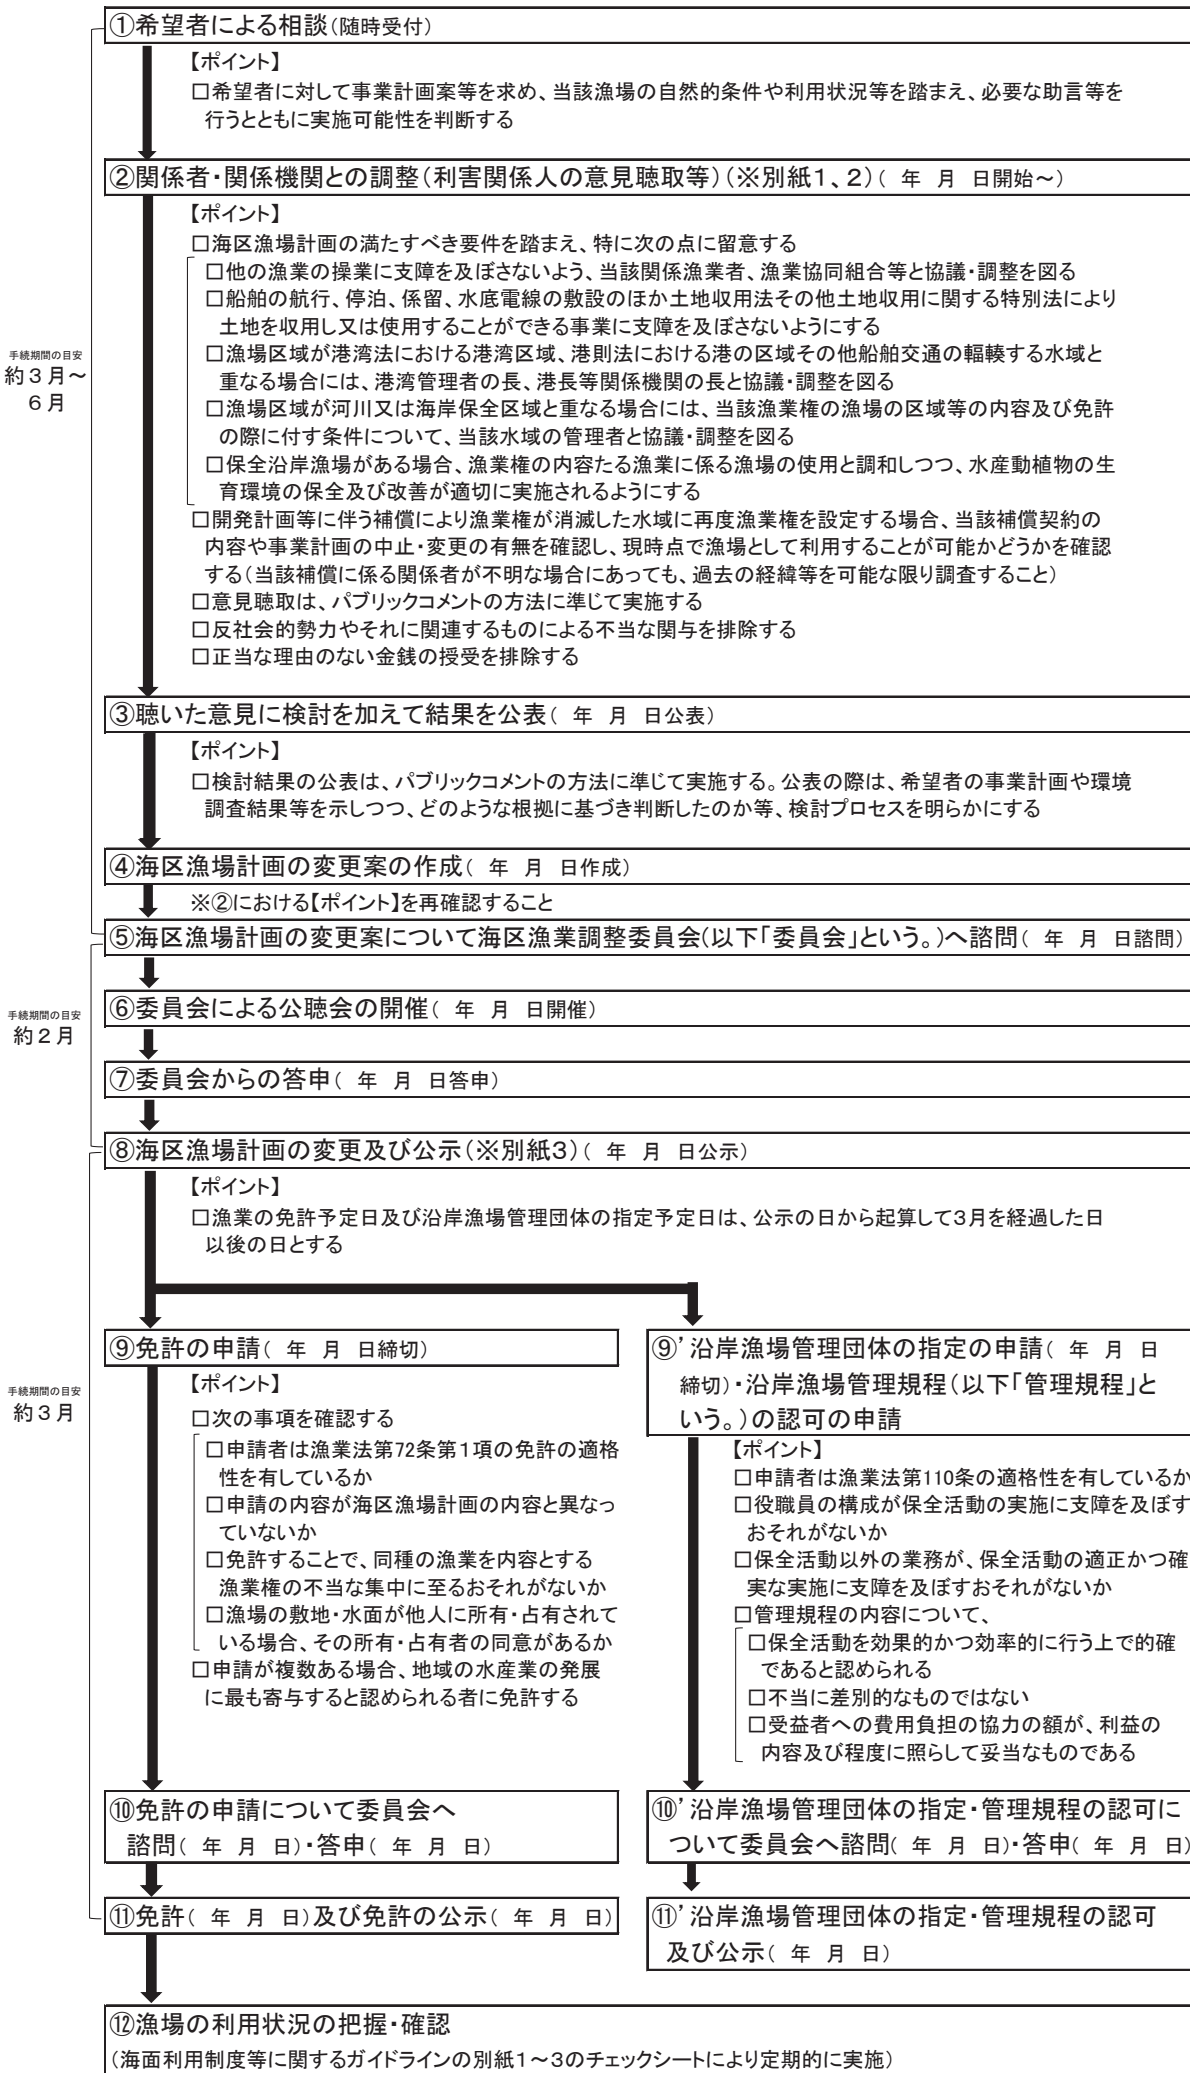 ①希望者による相談(随時受付)
【ポイント】
□希望者に対して事業計画案等を求め、当該漁場の自然的条件や利用状況等を踏まえ、必要な助言等を
行うとともに実施可能性を判断する
②関係者・関係機関との調整(利害関係人の意見聴取等)(※別紙1、2)( 年 月 日開始~)
【ポイント】
□海区漁場計画の満たすべき要件を踏まえ、特に次の点に留意する
□他の漁業の操業に支障を及ぼさないよう、当該関係漁業者、漁業協同組合等と協議・調整を図る
□船舶の航行、停泊、係留、水底電線の敷設のほか土地収用法その他土地収用に関する特別法により
土地を収用し又は使用することができる事業に支障を及ぼさないようにする
□漁場区域が港湾法における港湾区域、港則法における港の区域その他船舶交通の輻輳する水域と
重なる場合には、港湾管理者の長、港長等関係機関の長と協議・調整を図る
□漁場区域が河川又は海岸保全区域と重なる場合には、当該漁業権の漁場の区域等の内容及び免許
の際に付す条件について、当該水域の管理者と協議・調整を図る
□保全沿岸漁場がある場合、漁業権の内容たる漁業に係る漁場の使用と調和しつつ、水産動植物の生
育環境の保全及び改善が適切に実施されるようにする
□開発計画等に伴う補償により漁業権が消滅した水域に再度漁業権を設定する場合、当該補償契約の
内容や事業計画の中止・変更の有無を確認し、現時点で漁場として利用することが可能かどうかを確認
する(当該補償に係る関係者が不明な場合にあっても、過去の経緯等を可能な限り調査すること)
□意見聴取は、パブリックコメントの方法に準じて実施する
□反社会的勢力やそれに関連するものによる不当な関与を排除する
□正当な理由のない金銭の授受を排除する
手続期間の目安
約3月~
6月
③聴いた意見に検討を加えて結果を公表( 年 月 日公表)
【ポイント】
□検討結果の公表は、パブリックコメントの方法に準じて実施する。公表の際は、希望者の事業計画や環境
調査結果等を示しつつ、どのような根拠に基づき判断したのか等、検討プロセスを明らかにする
④海区漁場計画の変更案の作成( 年 月 日作成)
※②における【ポイント】を再確認すること
⑤海区漁場計画の変更案について海区漁業調整委員会(以下「委員会」という。)へ諮問( 年 月 日諮問)
⑥委員会による公聴会の開催( 年 月 日開催)
手続期間の目安
約2月
⑦委員会からの答申( 年 月 日答申)
⑧海区漁場計画の変更及び公示(※別紙3)( 年 月 日公示)
【ポイント】
□漁業の免許予定日及び沿岸漁場管理団体の指定予定日は、公示の日から起算して3月を経過した日
以後の日とする
手続期間の目安
約3月
⑨免許の申請( 年 月 日締切)
【ポイント】
□次の事項を確認する
□申請者は漁業法第72条第1項の免許の適格
性を有しているか
□申請の内容が海区漁場計画の内容と異なっ
ていないか
□免許することで、同種の漁業を内容とする
漁業権の不当な集中に至るおそれがないか
□漁場の敷地・水面が他人に所有・占有されて
いる場合、その所有・占有者の同意があるか
□申請が複数ある場合、地域の水産業の発展
に最も寄与すると認められる者に免許する
⑨’沿岸漁場管理団体の指定の申請( 年 月 日
締切)・沿岸漁場管理規程(以下「管理規程」と
いう。)の認可の申請
【ポイント】
□申請者は漁業法第110条の適格性を有しているか
□役職員の構成が保全活動の実施に支障を及ぼす
おそれがないか
□保全活動以外の業務が、保全活動の適正かつ確
実な実施に支障を及ぼすおそれがないか
□管理規程の内容について、
□保全活動を効果的かつ効率的に行う上で的確
であると認められる
□不当に差別的なものではない
□受益者への費用負担の協力の額が、利益の
内容及び程度に照らして妥当なものである
⑩免許の申請について委員会へ
諮問( 年 月 日)・答申( 年 月 日)
⑩’沿岸漁場管理団体の指定・管理規程の認可に
ついて委員会へ諮問( 年 月 日)・答申( 年 月 日)
⑪免許( 年 月 日)及び免許の公示( 年 月 日)
⑪’沿岸漁場管理団体の指定・管理規程の認可
及び公示( 年 月 日)
⑫漁場の利用状況の把握・確認
(海面利用制度等に関するガイドラインの別紙1~3のチェックシートにより定期的に実施)